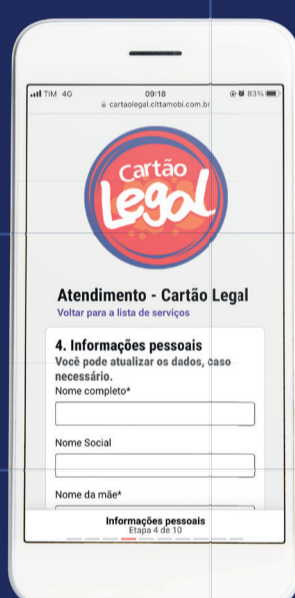 TIM 4G 09:18 83%
cartaolegal.cittamobi.com.br
Cartão
Legal
Atendimento - Cartão Legal
Voltar para a lista de serviços
4. Informações pessoais
Você pode atualizar os dados, caso
necessário.
Nome completo*
Nome Social
Nome da mãe*
Informações pessoais
Etapa 4 de 10